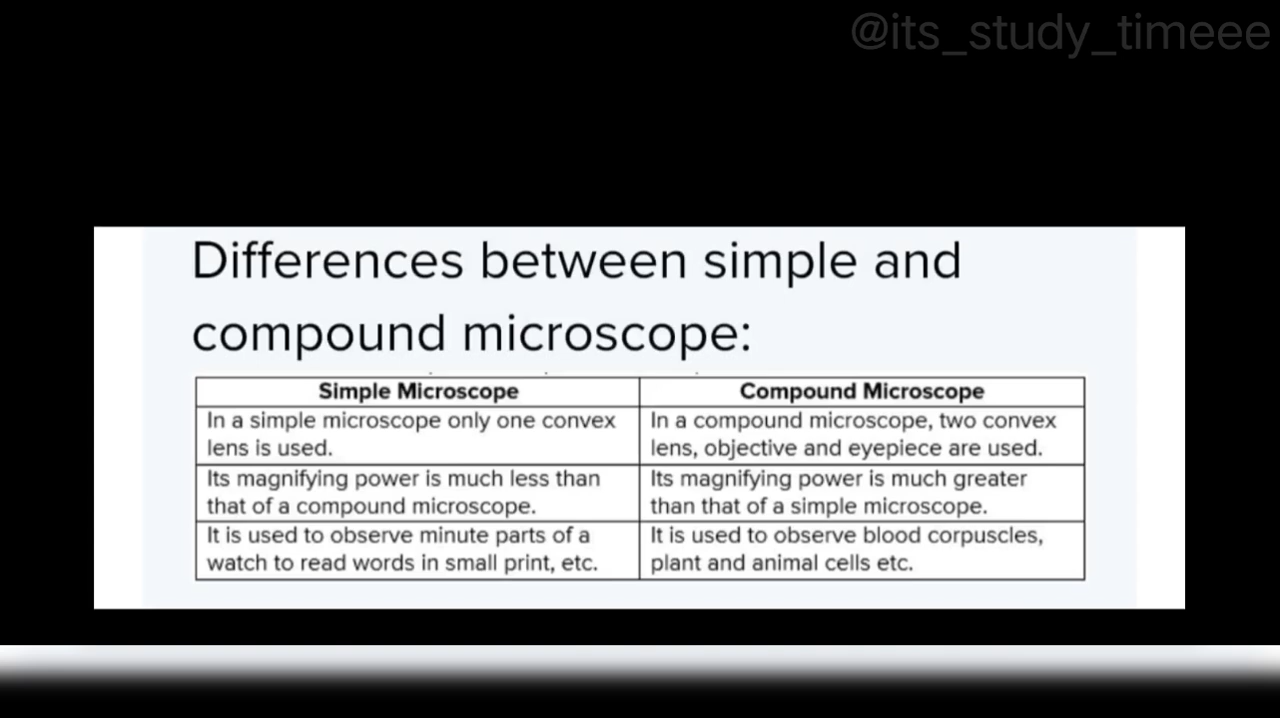 @its_study_timeee
Differences between simple and
compound microscope:
Simple Microscope
Compound Microscope
In a simple microscope only one convex
lens is used.
In a compound microscope, two convex
lens, objective and eyepiece are used.
Its magnifying power is much less than
that of a compound microscope.
Its magnifying power is much greater
than that of a simple microscope.
It is used to observe minute parts of a
watch to read words in small print, etc.
It is used to observe blood corpuscles,
plant and animal cells etc.